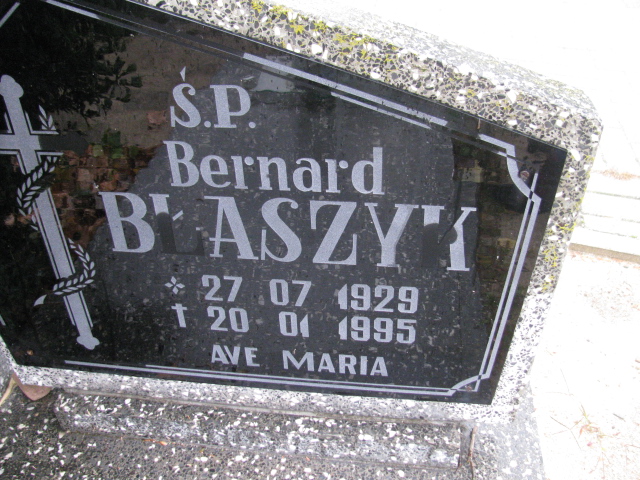 Ś.P.
Bernard
BŁASZYK
* 27 07 1929
† 20 01 1995
AVE MARIA